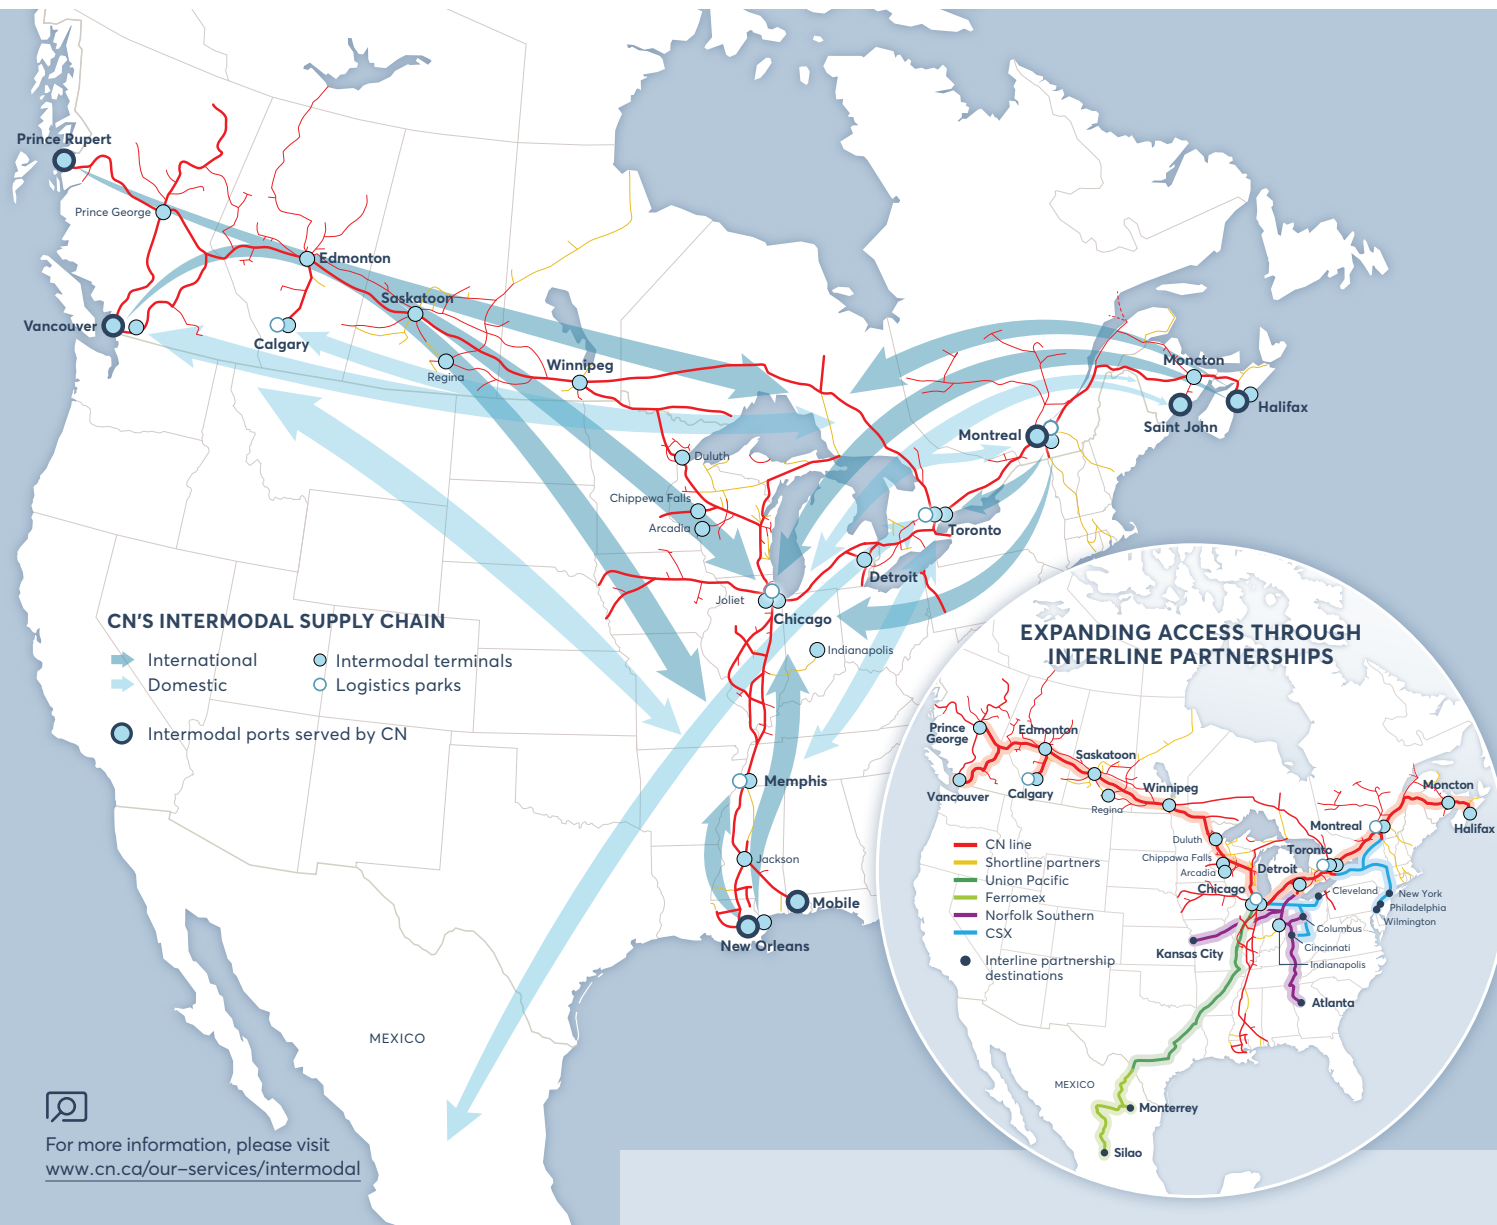 Prince Rupert
Prince George
Edmonton
Saskatoon
Vancouver
Calgary
Regina
Winnipeg
Moncton
Halifax
Saint John
Montreal
Duluth
Chippewa Falls
Arcadia
Toronto
Detroit
Joliet
Chicago
Indianapolis
CN'S INTERMODAL SUPPLY CHAIN
International
Domestic
Intermodal terminals
Logistics parks
Intermodal ports served by CN
Memphis
Jackson
Mobile
New Orleans
MEXICO
For more information, please visit
www.cn.ca/our-services/intermodal
EXPANDING ACCESS THROUGH
INTERLINE PARTNERSHIPS
Prince
George
Edmonton
Saskatoon
Vancouver
Calgary
Regina
Winnipeg
Moncton
Halifax
Montreal
Duluth
Toronto
Chippawa Falls
Arcadia
Detroit
Chicago
Cleveland
New York
Philadelphia
Wilmington
Columbus
Cincinnati
Indianapolis
Kansas City
Atlanta
CN line
Shortline partners
Union Pacific
Ferromex
Norfolk Southern
CSX
Interline partnership
destinations
MEXICO
Monterrey
Silao